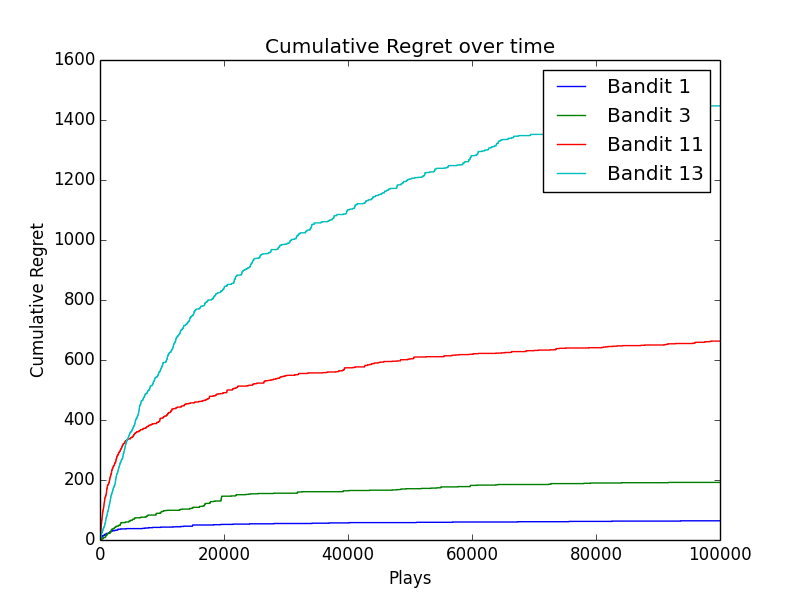 Cumulative Regret over time
1600
1400
1200
1000
800
600
400
200
0
Cumulative Regret
Bandit 1
Bandit 3
Bandit 11
Bandit 13
0 20000 40000 60000 80000 100000
Plays